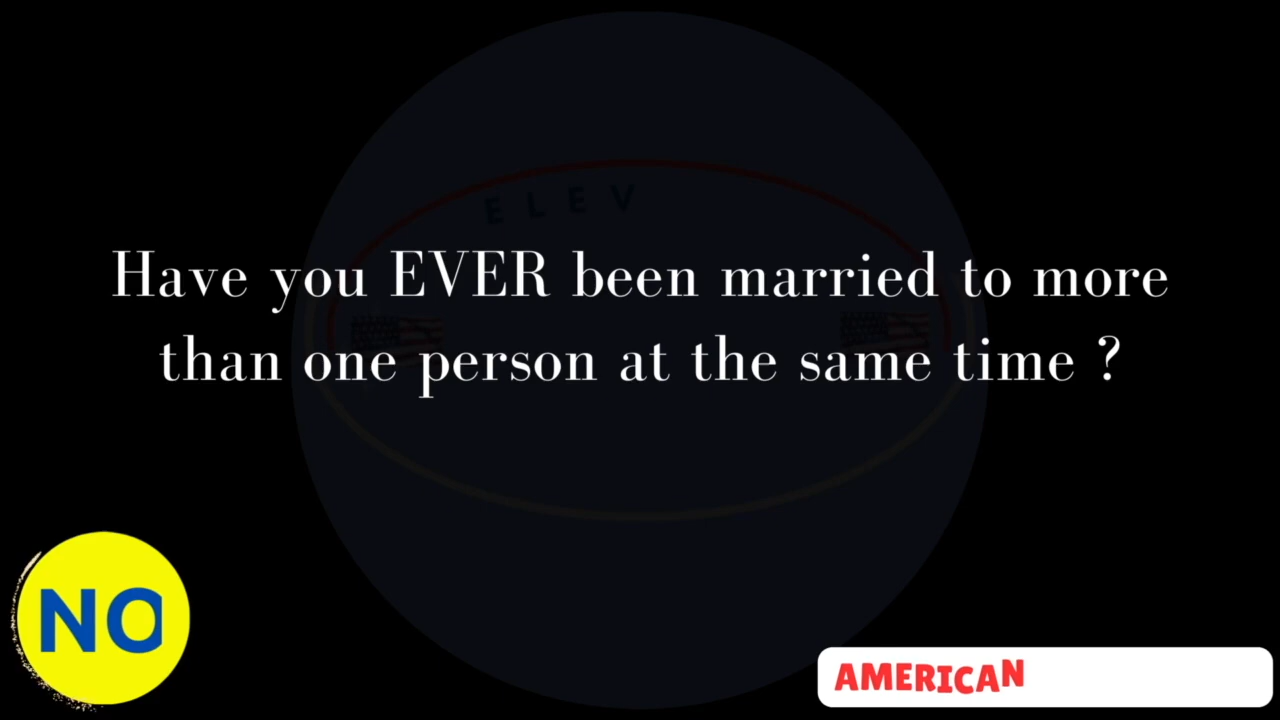 E L E V
Have you EVER been married to more
than one person at the same time ?
NO
AMERICAN